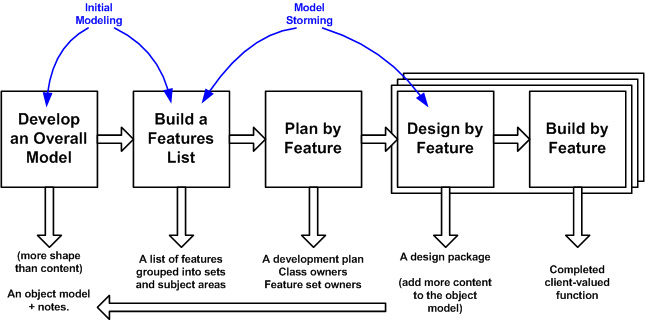 Initial
Modeling
Model
Storming
Develop
an Overall
Model
Build a
Features
List
Plan by
Feature
Design by
Feature
Build by
Feature
(more shape
than content)
An object model
+ notes.
A list of features
grouped into sets
and subject areas
A development plan
Class owners
Feature set owners
A design package
(add more content
to the object
model)
Completed
client-valued
function